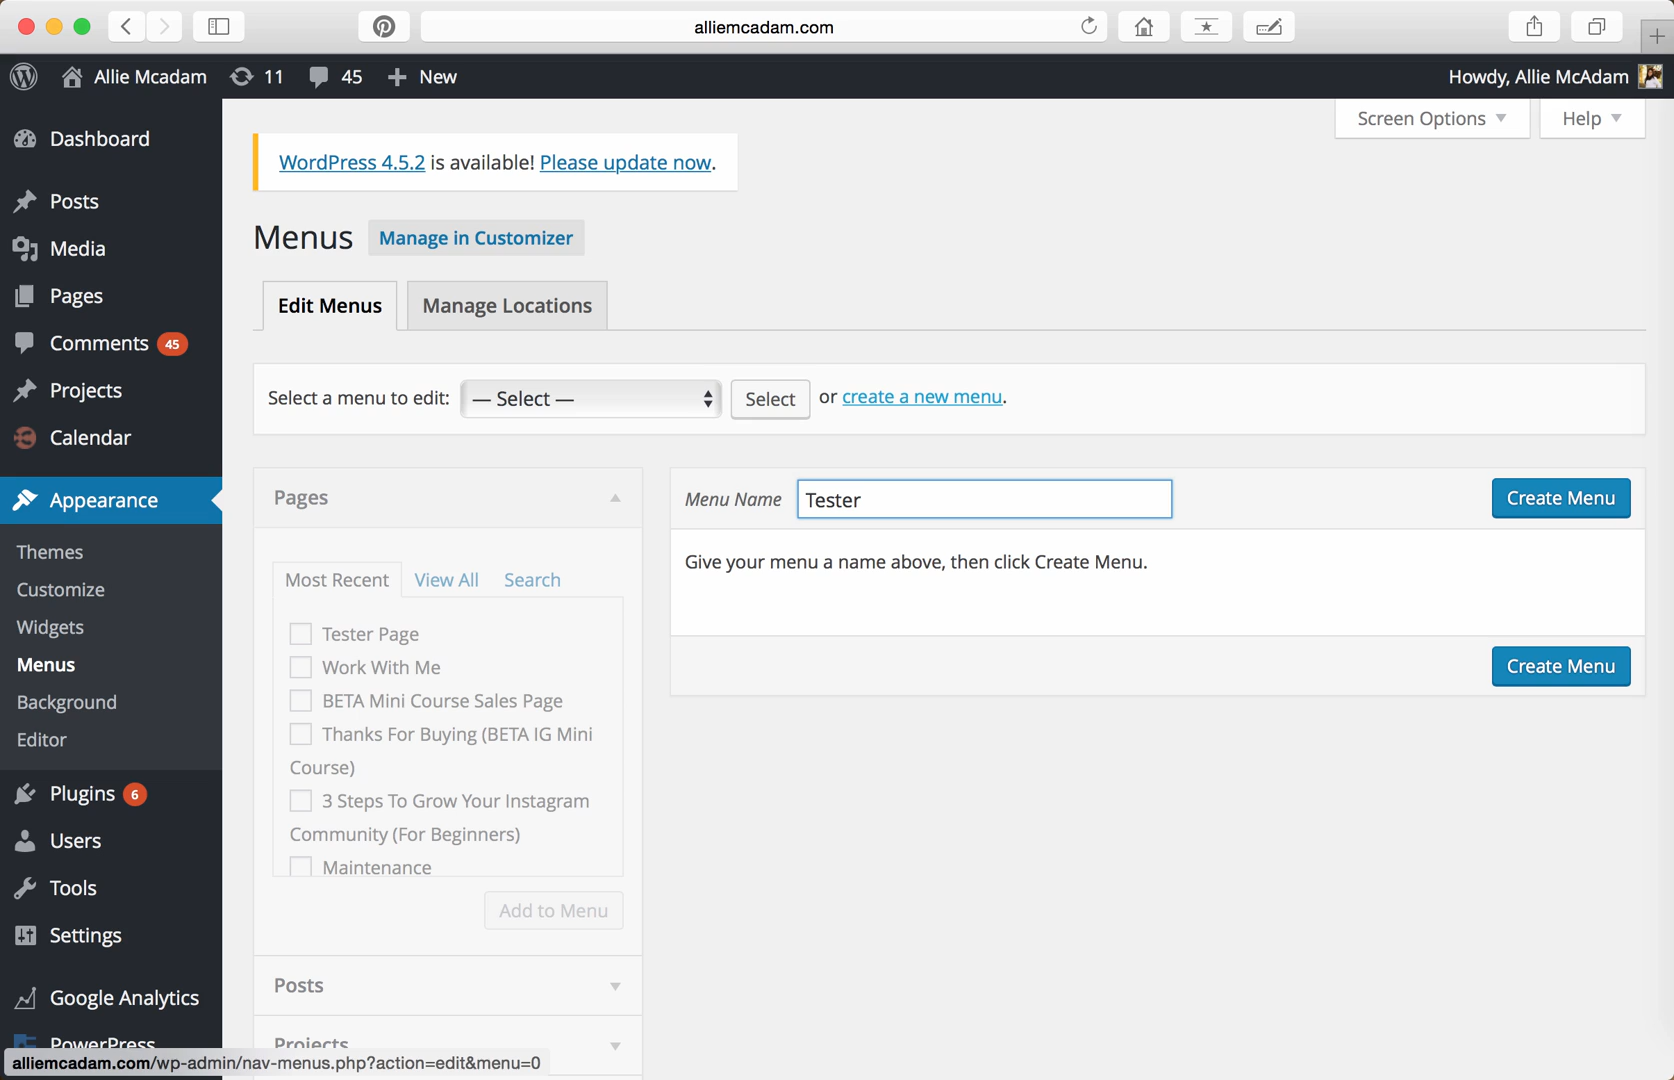 alliemcadam.com
Allie Mcadam 11 45 New Howdy, Allie McAdam
Screen Options Help
Dashboard
Posts
Media
Pages
Comments 45
Projects
Calendar
Appearance
Themes
Customize
Widgets
Menus
Background
Editor
Plugins 6
Users
Tools
Settings
Google Analytics
PowerPress
WordPress 4.5.2 is available! Please update now.
Menus Manage in Customizer
Edit Menus Manage Locations
Select a menu to edit: — Select — Select or create a new menu.
Pages
Most Recent View All Search
Tester Page
Work With Me
BETA Mini Course Sales Page
Thanks For Buying (BETA IG Mini
Course)
3 Steps To Grow Your Instagram
Community (For Beginners)
Maintenance
Add to Menu
Posts
Projects
Menu Name Tester Create Menu
Give your menu a name above, then click Create Menu.
Create Menu
alliemcadam.com/wp-admin/nav-menus.php?action=edit&menu=0